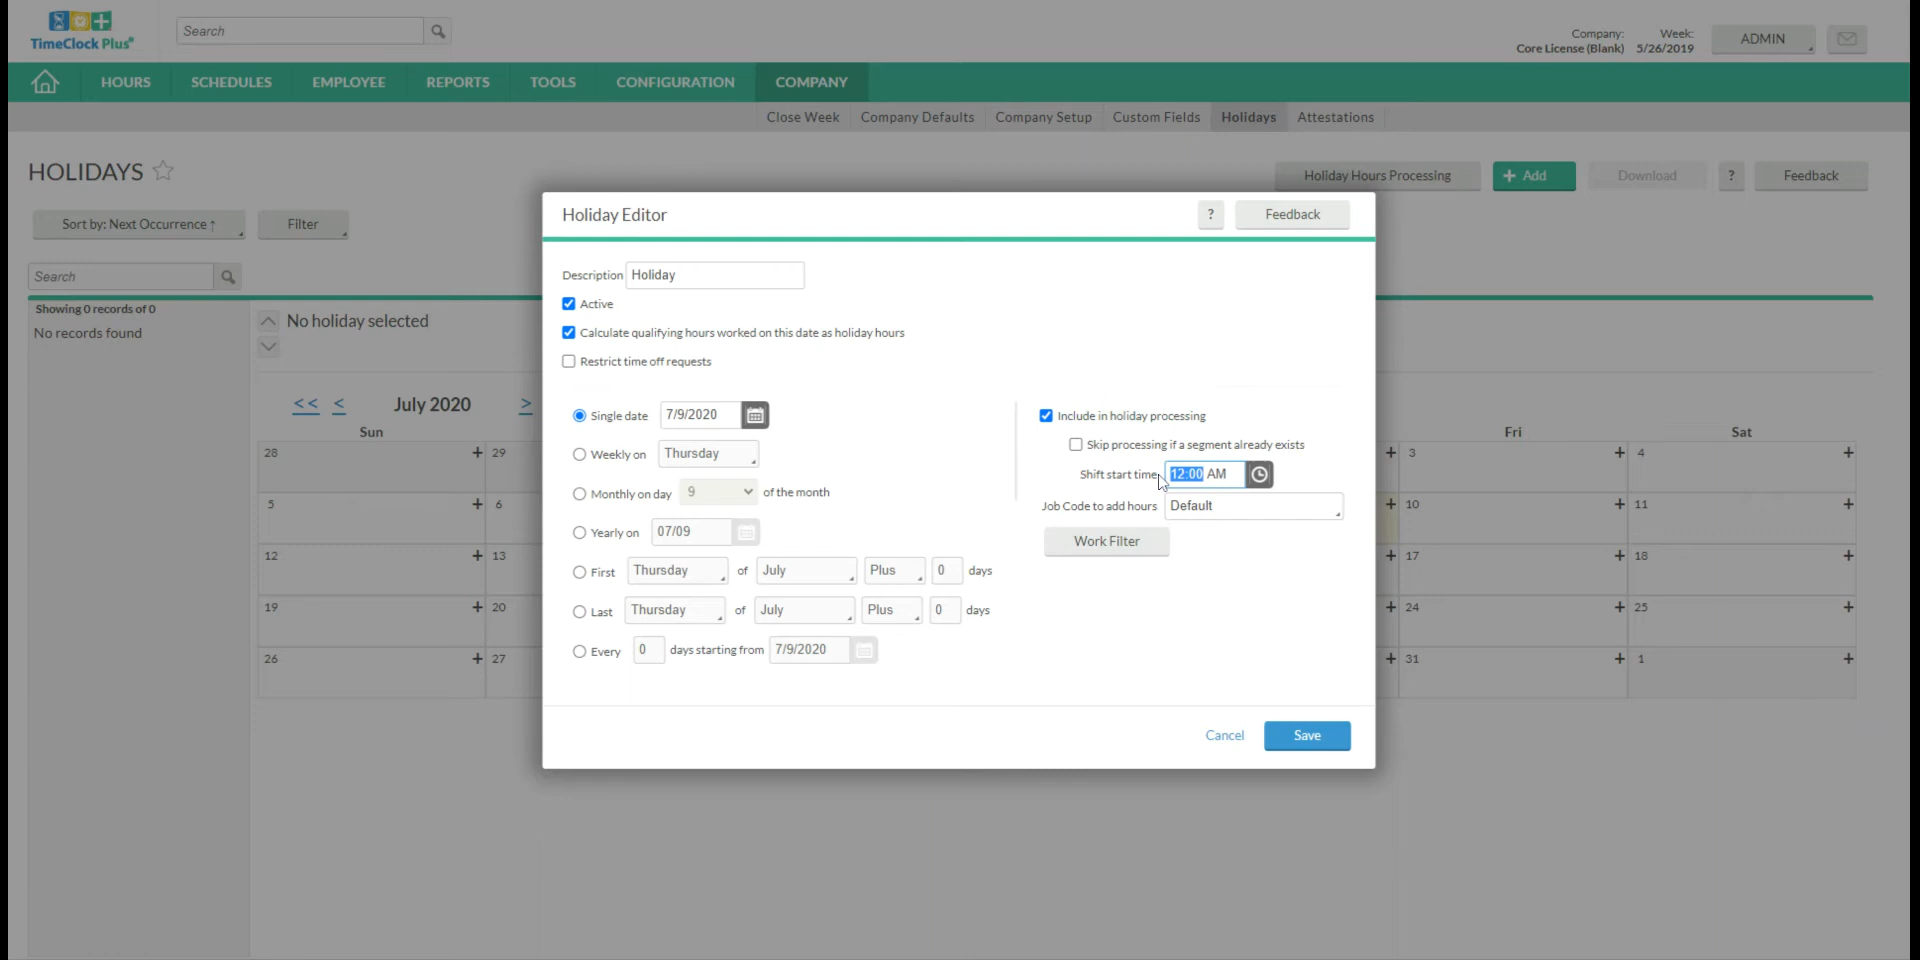 TimeClock Plus
Search
Company: Week:
Core License (Blank) 5/26/2019
ADMIN
HOURS SCHEDULES EMPLOYEE REPORTS TOOLS CONFIGURATION COMPANY
Close Week Company Defaults Company Setup Custom Fields Holidays Attestations
HOLIDAYS
Holiday Hours Processing + Add Download ? Feedback
Sort by: Next Occurrence ↑ Filter
Search
Showing 0 records of 0
No records found
No holiday selected
<< < July 2020 >
Sun Fri Sat
28 + 29 + 3 + 4 +
5 + 6 + 10 + 11 +
12 + 13 + 17 + 18 +
19 + 20 + 24 + 25 +
26 + 27 + 31 + 1 +
Holiday Editor ? Feedback
Description Holiday
Active
Calculate qualifying hours worked on this date as holiday hours
Restrict time off requests
Single date 7/9/2020
Weekly on Thursday
Monthly on day 9 of the month
Yearly on 07/09
First Thursday of July Plus 0 days
Last Thursday of July Plus 0 days
Every 0 days starting from 7/9/2020
Include in holiday processing
Skip processing if a segment already exists
Shift start time 12:00 AM
Job Code to add hours Default
Work Filter
Cancel Save